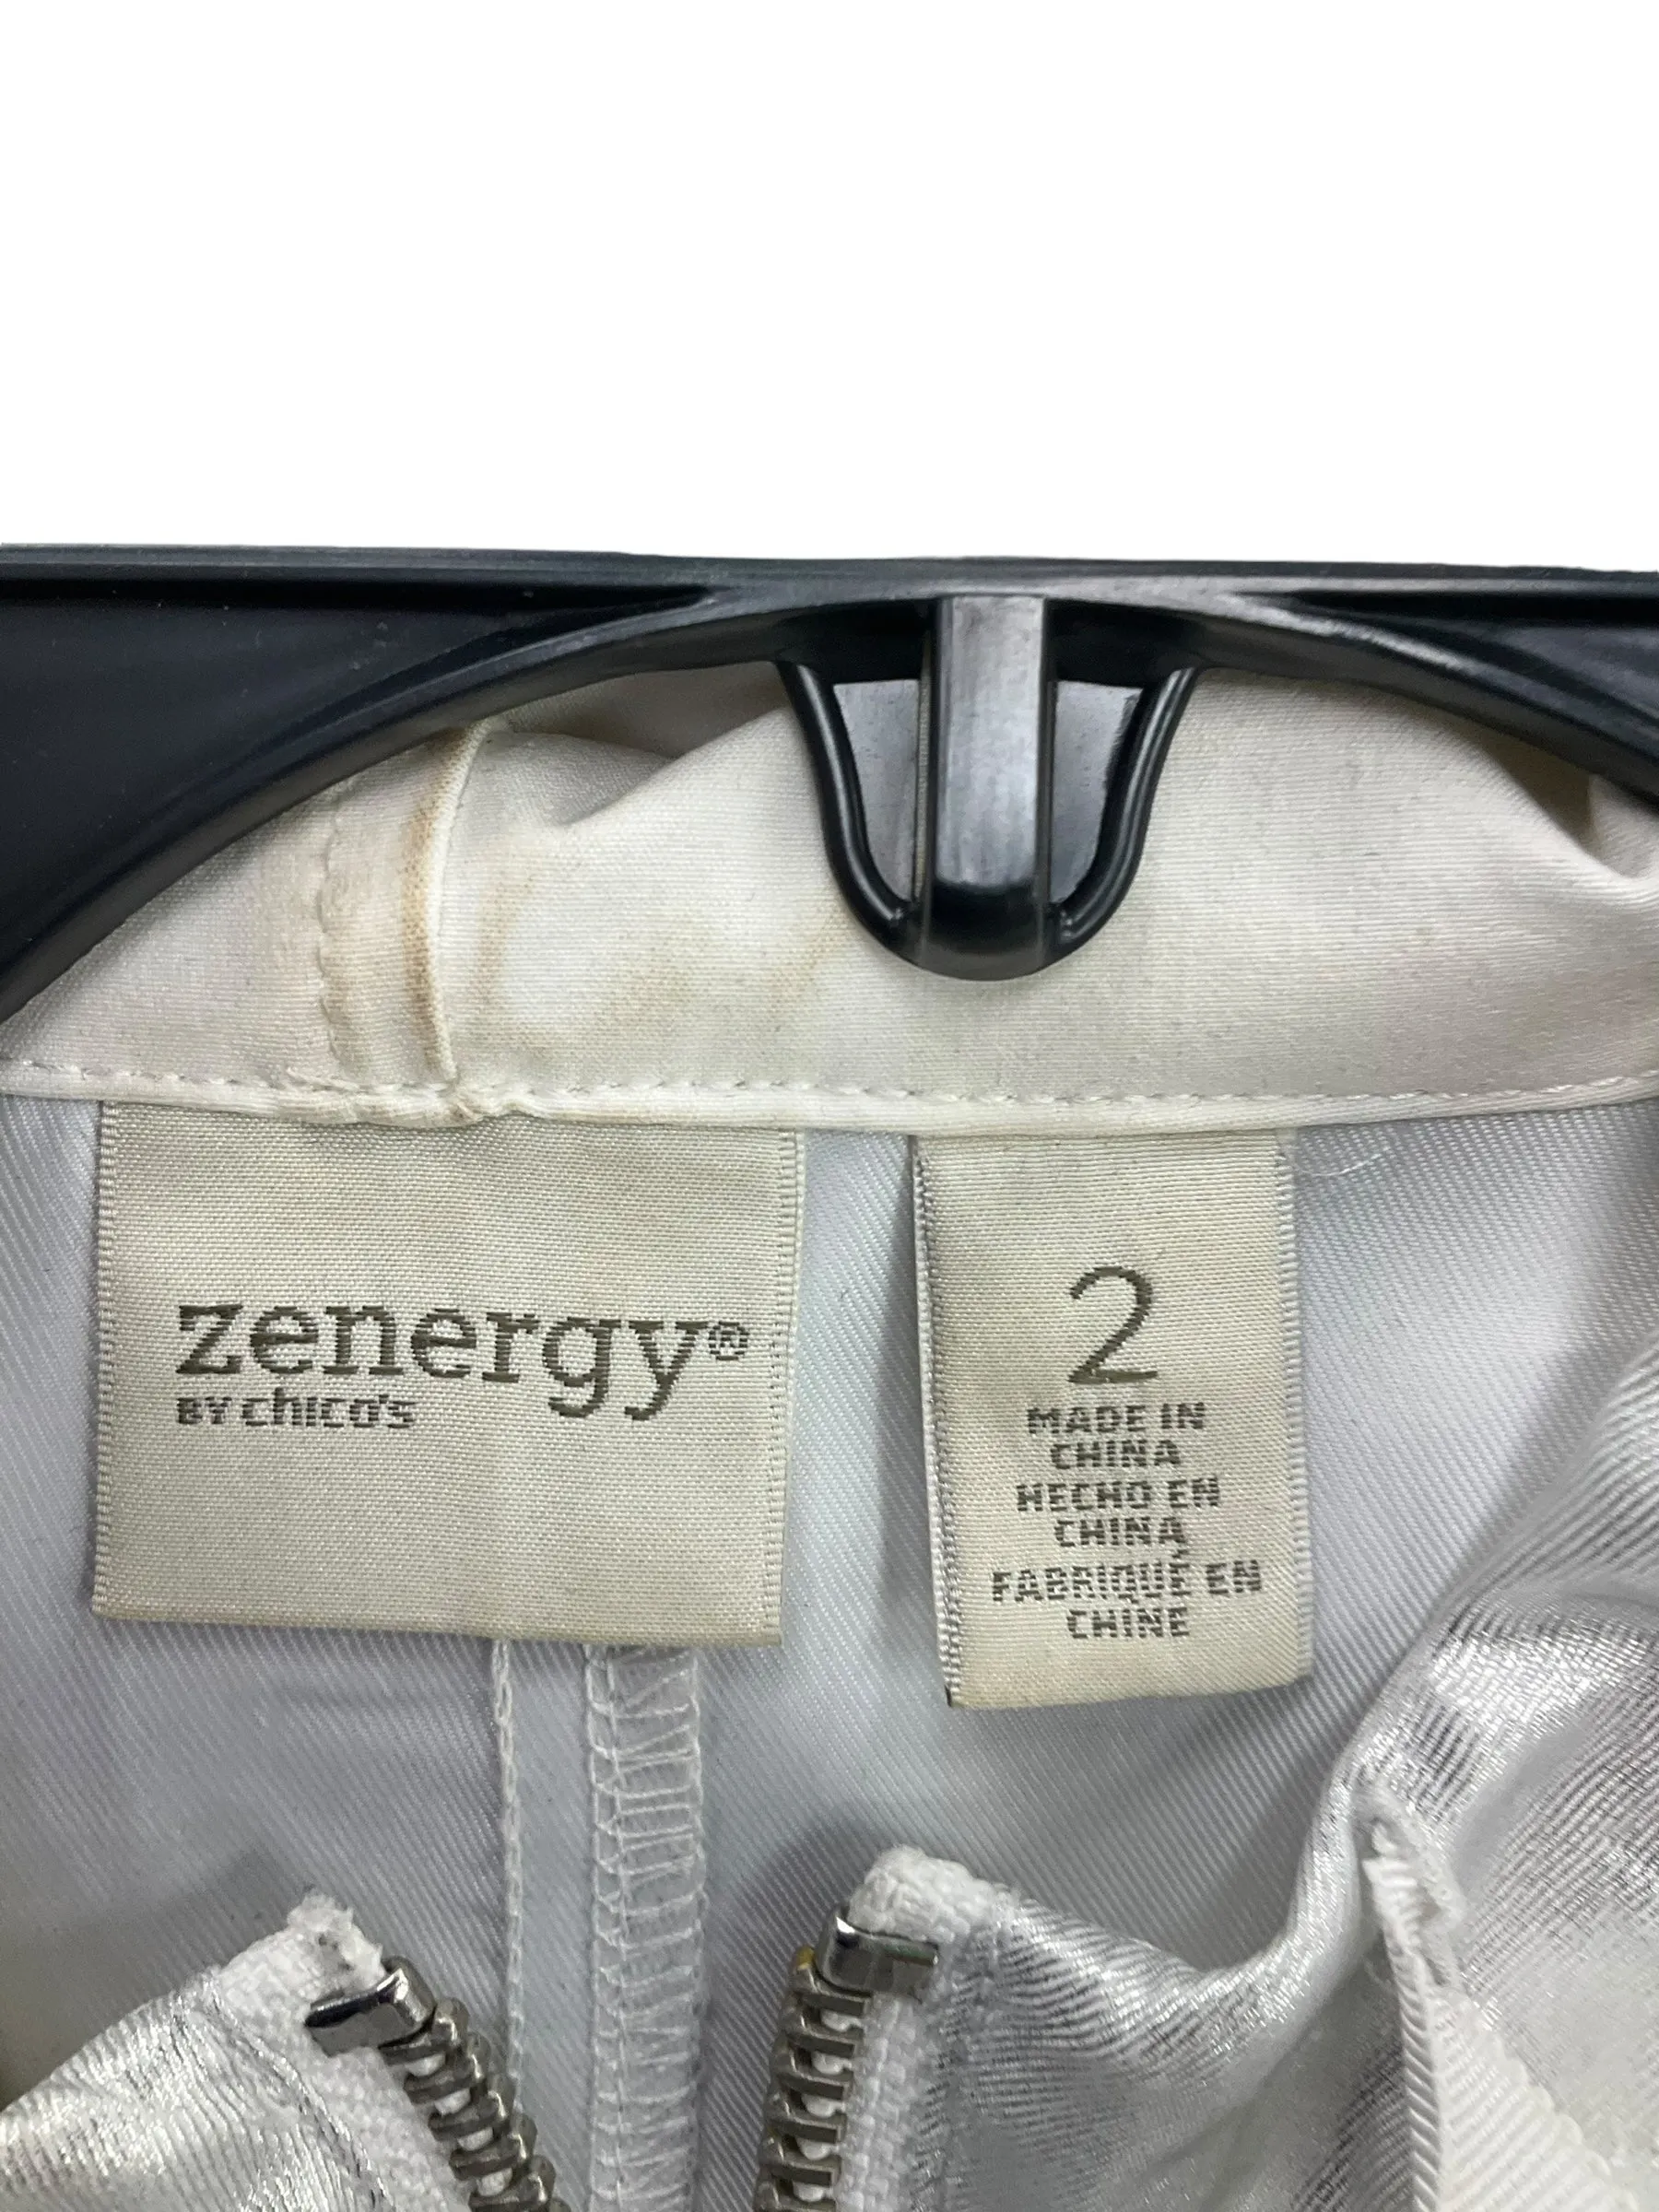 zenergy®
BY chico's
2
MADE IN
CHINA
HECHO EN
CHINA
FABRIQUÉ EN
CHINE